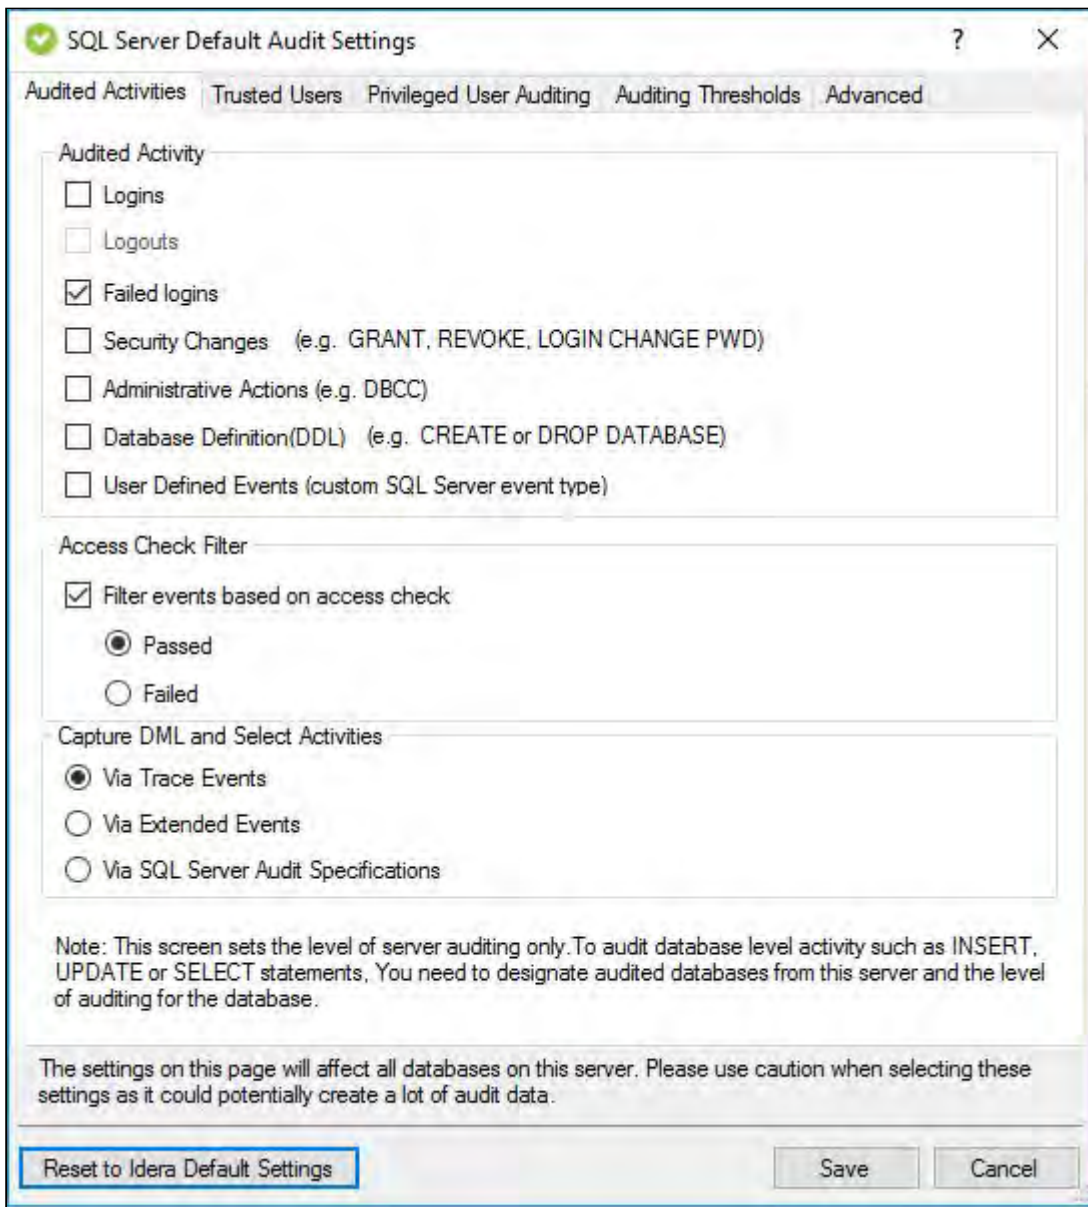 SQL Server Default Audit Settings ?
Audited Activities Trusted Users Privileged User Auditing Auditing Thresholds Advanced
Audited Activity
Logins
Logouts
Failed logins
Security Changes (e.g. GRANT, REVOKE, LOGIN CHANGE PWD)
Administrative Actions (e.g. DBCC)
Database Definition(DDL) (e.g. CREATE or DROP DATABASE)
User Defined Events (custom SQL Server event type)
Access Check Filter
Filter events based on access check
Passed
Failed
Capture DML and Select Activities
Via Trace Events
Via Extended Events
Via SQL Server Audit Specifications
Note: This screen sets the level of server auditing only.To audit database level activity such as INSERT,
UPDATE or SELECT statements, You need to designate audited databases from this server and the level
of auditing for the database.
The settings on this page will affect all databases on this server. Please use caution when selecting these
settings as it could potentially create a lot of audit data.
Reset to Idera Default Settings Save Cancel